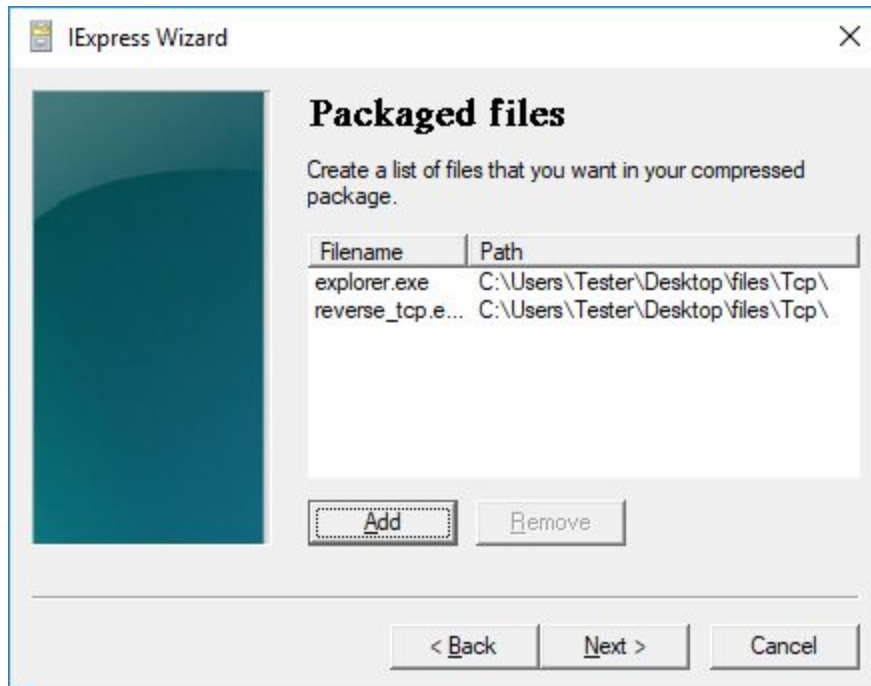 IExpress Wizard
Packaged files
Create a list of files that you want in your compressed
package.
Filename Path
explorer.exe C:\Users\Tester\Desktop\files\Tcp\
reverse_tcp.e... C:\Users\Tester\Desktop\files\Tcp\
Add Remove
< Back Next > Cancel